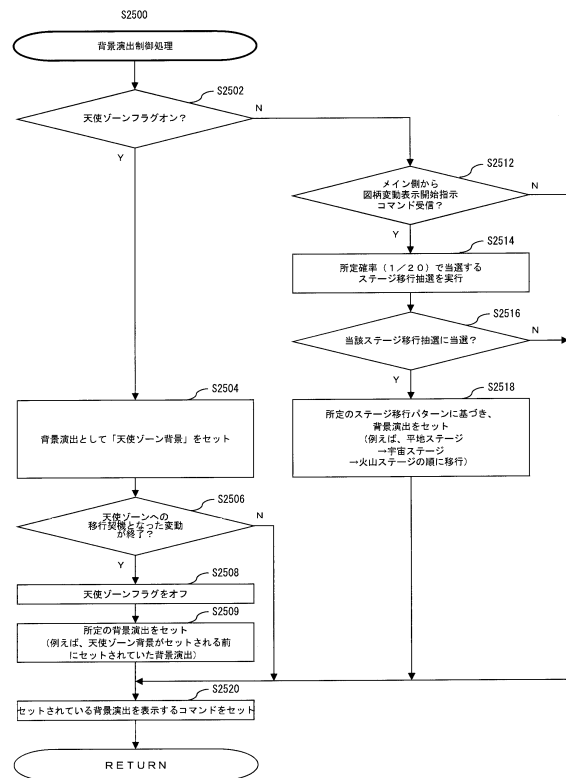 S2500
背景演出制御処理
S2502
天使ゾーンフラグオン？
N
Y
S2512
メイン側から
図柄変動表示開始指示
コマンド受信？
N
Y
S2514
所定確率（１／２０）で当選する
ステージ移行抽選を実行
S2516
当該ステージ移行抽選に当選？
N
Y
S2518
所定のステージ移行パターンに基づき、
背景演出をセット
（例えば、平地ステージ
→宇宙ステージ
→火山ステージの順に移行）
S2504
背景演出として「天使ゾーン背景」をセット
S2506
天使ゾーンへの
移行契機となった変動
が終了？
N
Y
S2508
天使ゾーンフラグをオフ
S2509
所定の背景演出をセット
（例えば、天使ゾーン背景がセットされる前
にセットされていた背景演出）
S2520
セットされている背景演出を表示するコマンドをセット
ＲＥＴＵＲＮ